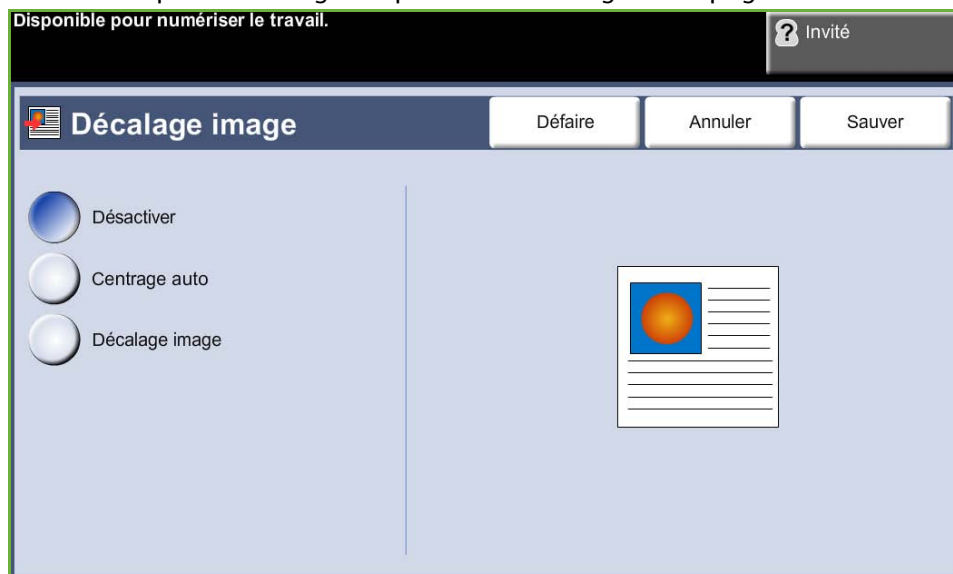 Disponible pour numériser le travail.
? Invité
Décalage image
Défaire
Annuler
Sauver
Désactiver
Centrage auto
Décalage image